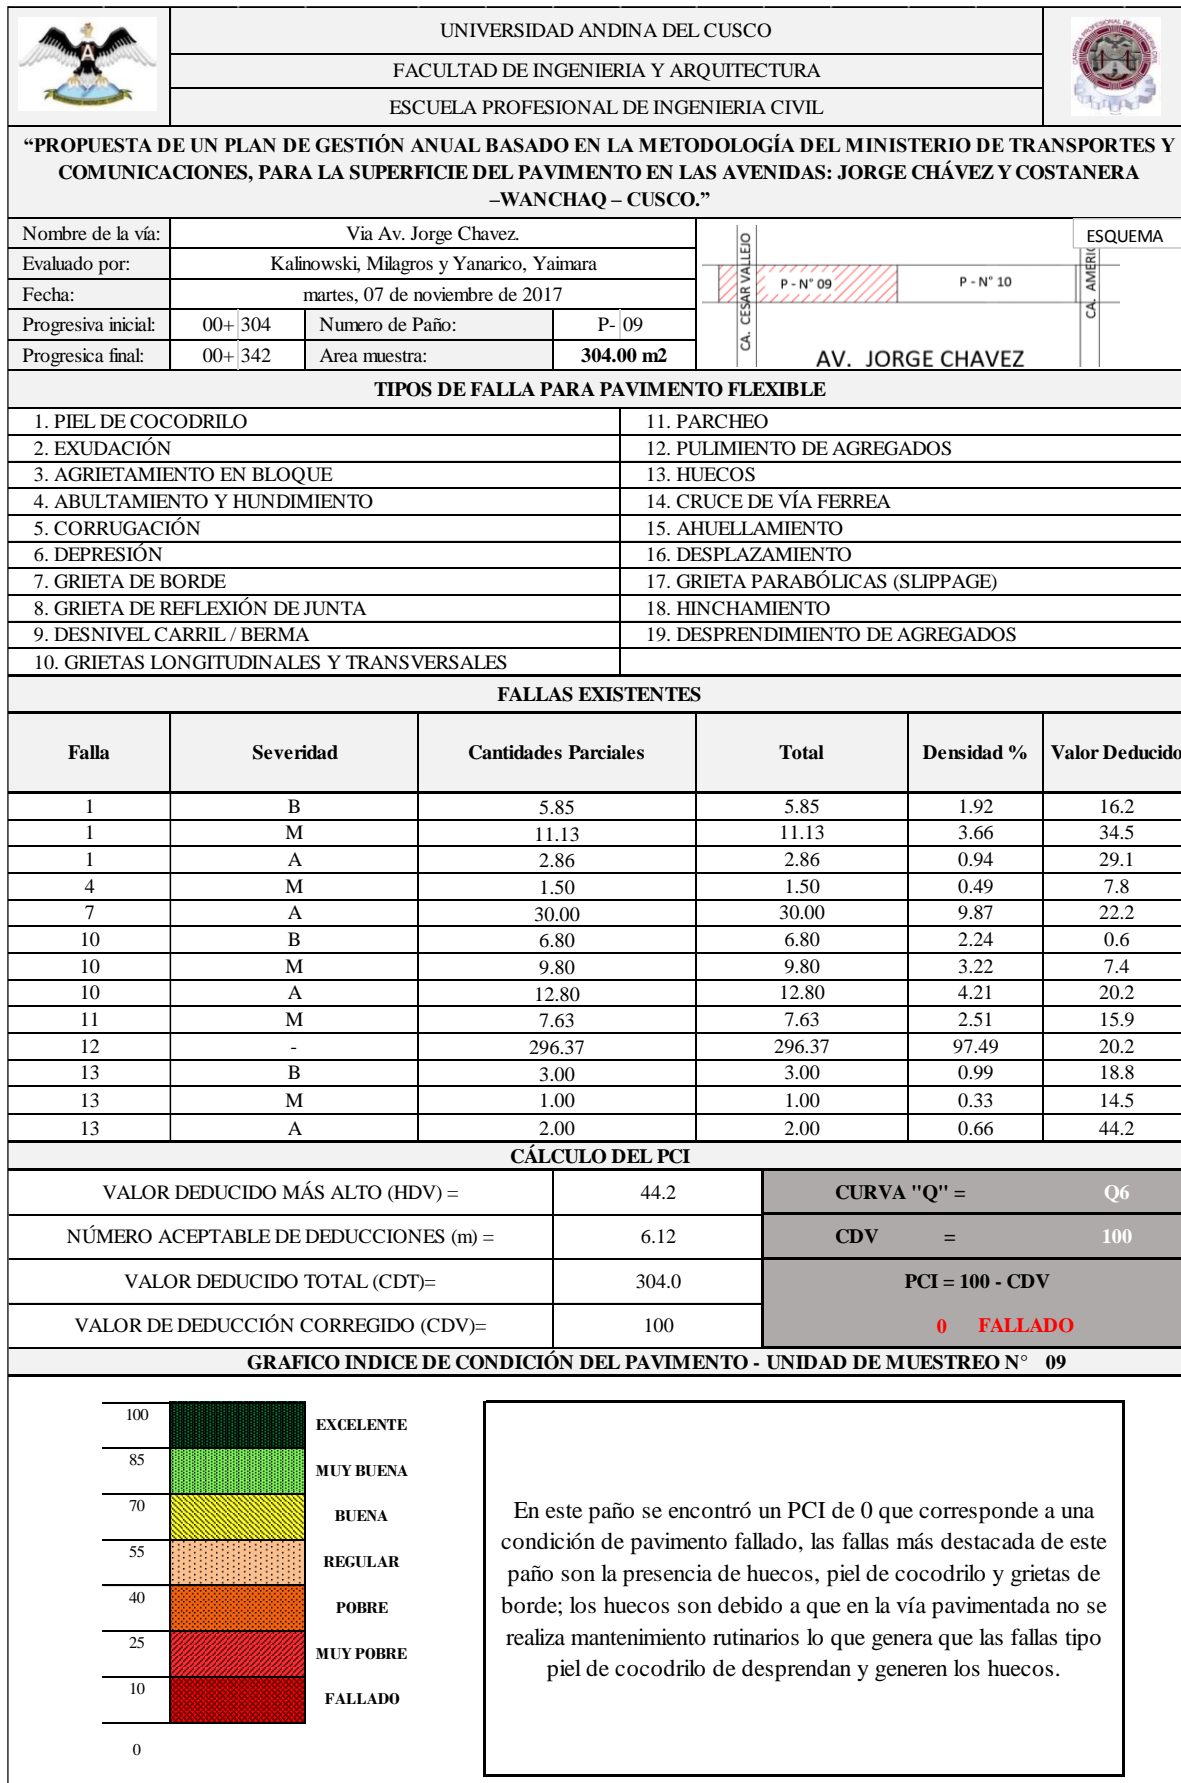 UNIVERSIDAD ANDINA DEL CUSCO
FACULTAD DE INGENIERIA Y ARQUITECTURA
ESCUELA PROFESIONAL DE INGENIERIA CIVIL
“PROPUESTA DE UN PLAN DE GESTIÓN ANUAL BASADO EN LA METODOLOGÍA DEL MINISTERIO DE TRANSPORTES Y
COMUNICACIONES, PARA LA SUPERFICIE DEL PAVIMENTO EN LAS AVENIDAS: JORGE CHÁVEZ Y COSTANERA
–WANCHAQ – CUSCO.”
Nombre de la vía: Via Av. Jorge Chavez.
Evaluado por: Kalinowski, Milagros y Yanarico, Yaimara
Fecha: martes, 07 de noviembre de 2017
Progresiva inicial: 00+ 304 Numero de Paño: P- 09
Progresica final: 00+ 342 Area muestra: 304.00 m2
ESQUEMA
CA. CESAR VALLEJO
P - N° 09
P - N° 10
CA. AMERIC
AV. JORGE CHAVEZ
TIPOS DE FALLA PARA PAVIMENTO FLEXIBLE
1. PIEL DE COCODRILO 11. PARCHEO
2. EXUDACIÓN 12. PULIMIENTO DE AGREGADOS
3. AGRIETAMIENTO EN BLOQUE 13. HUECOS
4. ABULTAMIENTO Y HUNDIMIENTO 14. CRUCE DE VÍA FERREA
5. CORRUGACIÓN 15. AHUELLAMIENTO
6. DEPRESIÓN 16. DESPLAZAMIENTO
7. GRIETA DE BORDE 17. GRIETA PARABÓLICAS (SLIPPAGE)
8. GRIETA DE REFLEXIÓN DE JUNTA 18. HINCHAMIENTO
9. DESNIVEL CARRIL / BERMA 19. DESPRENDIMIENTO DE AGREGADOS
10. GRIETAS LONGITUDINALES Y TRANSVERSALES
FALLAS EXISTENTES
Falla Severidad Cantidades Parciales Total Densidad % Valor Deducido
1 B 5.85 5.85 1.92 16.2
1 M 11.13 11.13 3.66 34.5
1 A 2.86 2.86 0.94 29.1
4 M 1.50 1.50 0.49 7.8
7 A 30.00 30.00 9.87 22.2
10 B 6.80 6.80 2.24 0.6
10 M 9.80 9.80 3.22 7.4
10 A 12.80 12.80 4.21 20.2
11 M 7.63 7.63 2.51 15.9
12 - 296.37 296.37 97.49 20.2
13 B 3.00 3.00 0.99 18.8
13 M 1.00 1.00 0.33 14.5
13 A 2.00 2.00 0.66 44.2
CÁLCULO DEL PCI
VALOR DEDUCIDO MÁS ALTO (HDV) = 44.2 CURVA "Q" = Q6
NÚMERO ACEPTABLE DE DEDUCCIONES (m) = 6.12 CDV = 100
VALOR DEDUCIDO TOTAL (CDT)= 304.0 PCI = 100 - CDV
VALOR DE DEDUCCIÓN CORREGIDO (CDV)= 100 0 FALLADO
GRAFICO INDICE DE CONDICIÓN DEL PAVIMENTO - UNIDAD DE MUESTREO N° 09
100 EXCELENTE
85 MUY BUENA
70 BUENA
55 REGULAR
40 POBRE
25 MUY POBRE
10 FALLADO
0
En este paño se encontró un PCI de 0 que corresponde a una
condición de pavimento fallado, las fallas más destacada de este
paño son la presencia de huecos, piel de cocodrilo y grietas de
borde; los huecos son debido a que en la vía pavimentada no se
realiza mantenimiento rutinarios lo que genera que las fallas tipo
piel de cocodrilo de desprendan y generen los huecos.